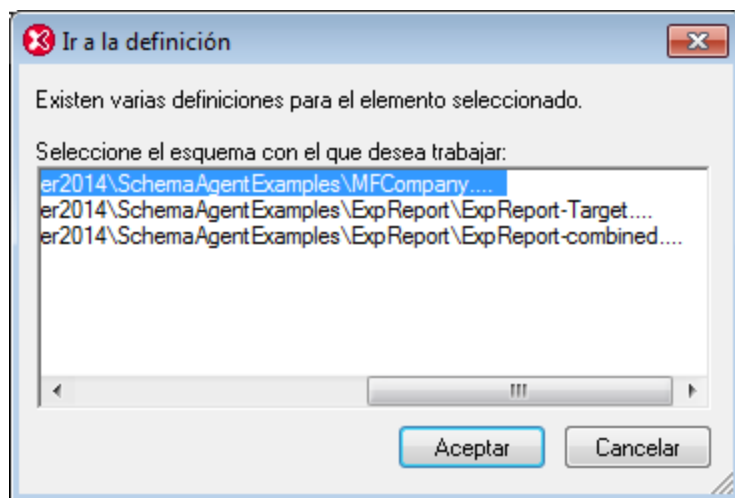 Ir a la definición
Existen varias definiciones para el elemento seleccionado.
Seleccione el esquema con el que desea trabajar:
er2014\SchemaAgentExamples\MFCompany....
er2014\SchemaAgentExamples\ExpReport\ExpReport-Target....
er2014\SchemaAgentExamples\ExpReport\ExpReport-combined....
Aceptar Cancelar